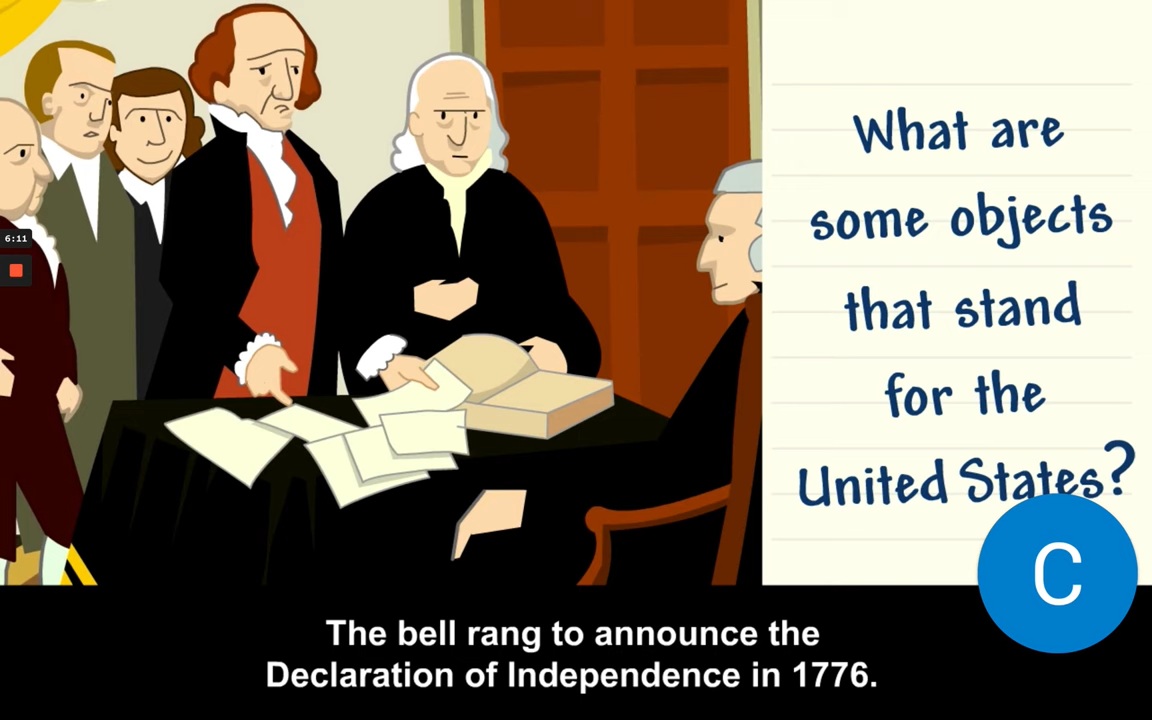 6:11
What are
some objects
that stand
for the
United States?
C
The bell rang to announce the
Declaration of Independence in 1776.